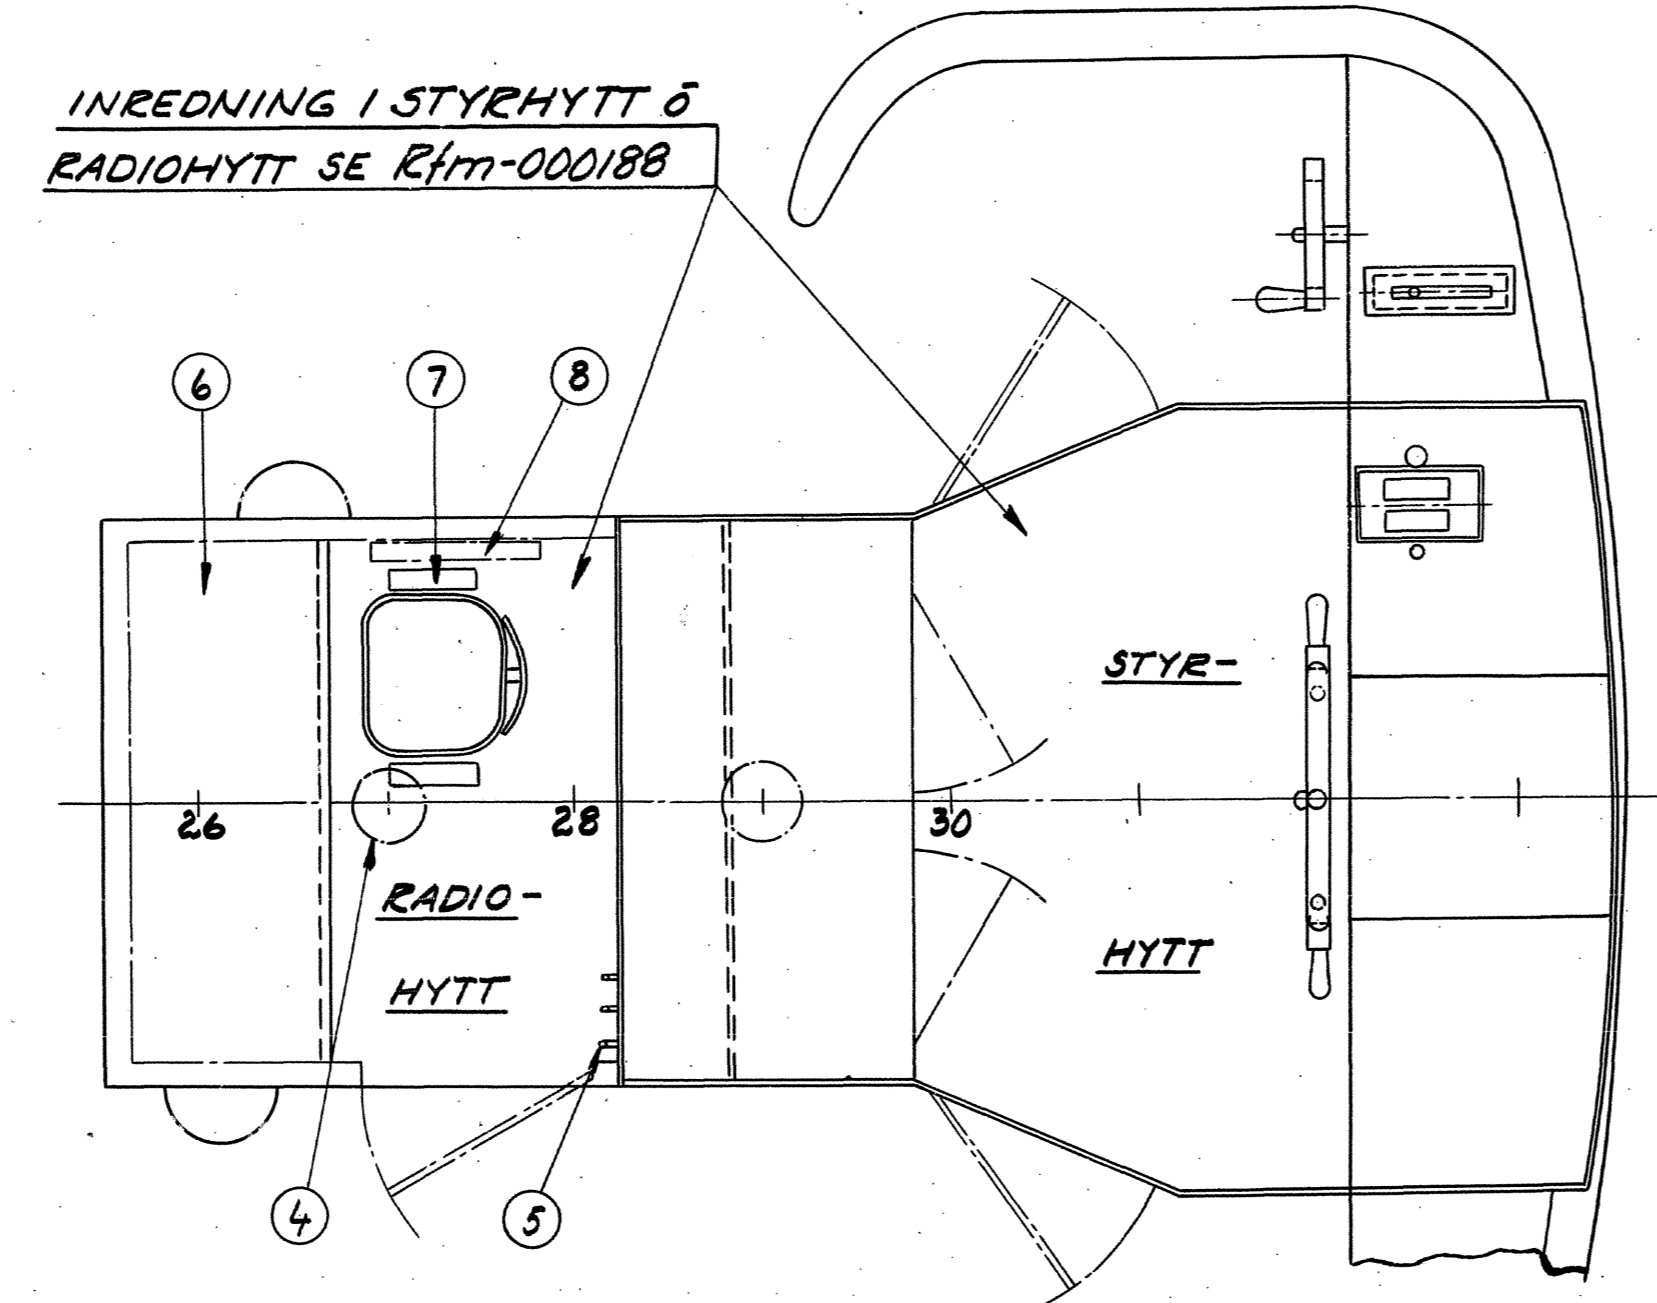 INREDNING I STYRHYTT Ō
RADIOHYTT SE Rfm-000188
6
7
8
STYR-
26
28
30
RADIO-
HYTT
HYTT
4
5